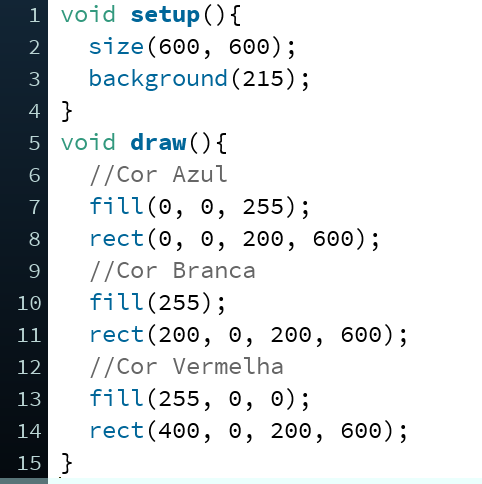 1 void setup(){
2 size(600, 600);
3 background(215);
4 }
5 void draw(){
6 //Cor Azul
7 fill(0, 0, 255);
8 rect(0, 0, 200, 600);
9 //Cor Branca
10 fill(255);
11 rect(200, 0, 200, 600);
12 //Cor Vermelha
13 fill(255, 0, 0);
14 rect(400, 0, 200, 600);
15 }